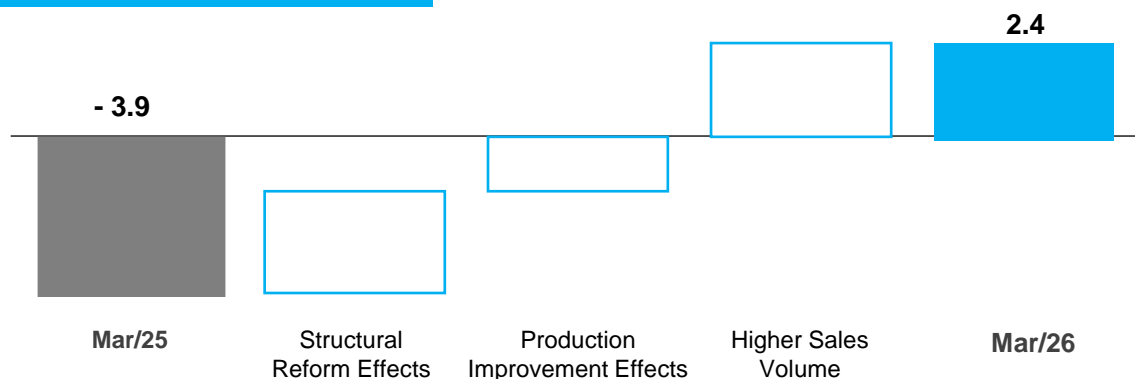 2.4
- 3.9
Mar/25
Structural
Reform Effects
Production
Improvement Effects
Higher Sales
Volume
Mar/26